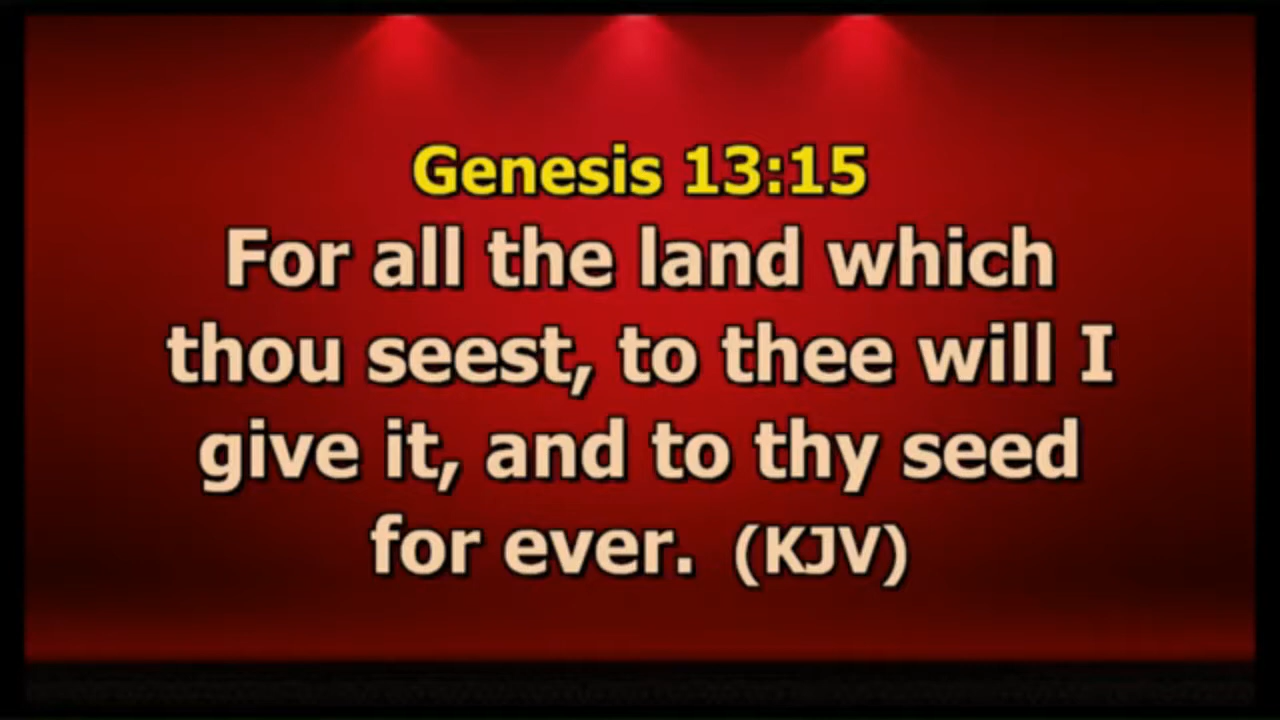 Genesis 13:15
For all the land which
thou seest, to thee will I
give it, and to thy seed
for ever. (KJV)